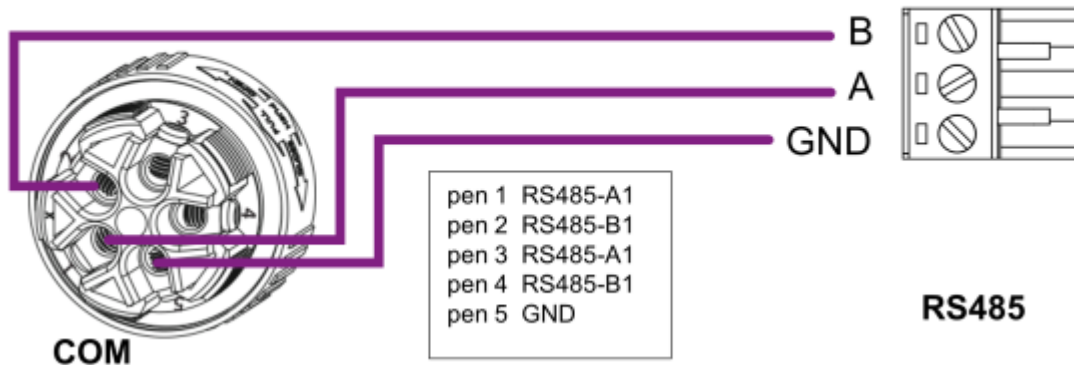 B
A
GND
3
4
5
pen 1 RS485-A1
pen 2 RS485-B1
pen 3 RS485-A1
pen 4 RS485-B1
pen 5 GND
RS485
COM